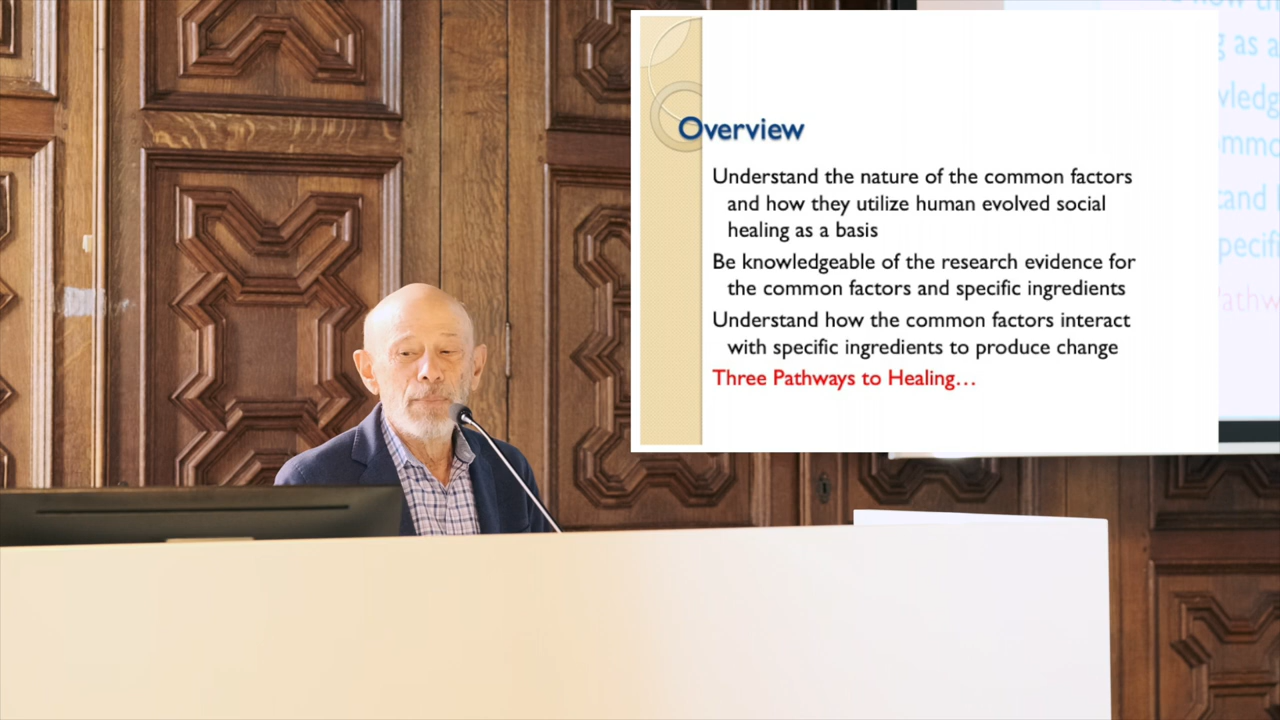 Overview
Understand the nature of the common factors
and how they utilize human evolved social
healing as a basis
Be knowledgeable of the research evidence for
the common factors and specific ingredients
Understand how the common factors interact
with specific ingredients to produce change
Three Pathways to Healing…